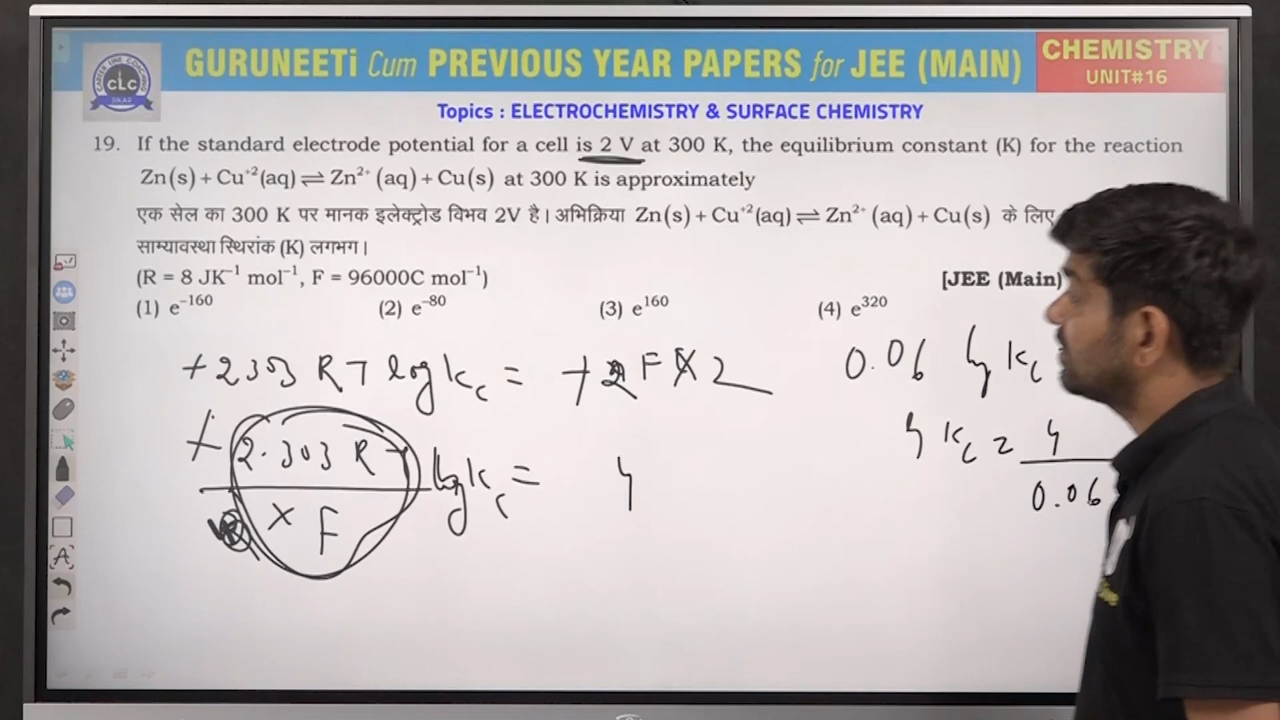 GURUNEETi Cum PREVIOUS YEAR PAPERS for JEE (MAIN)
CHEMISTRY
UNIT#16
CLC
Topics : ELECTROCHEMISTRY & SURFACE CHEMISTRY
19. If the standard electrode potential for a cell is 2 V at 300 K, the equilibrium constant (K) for the reaction
Zn(s) + Cu⁺²(aq) ⇌ Zn²⁺ (aq) + Cu(s) at 300 K is approximately
एक सेल का 300 K पर मानक इलेक्ट्रोड विभव 2V है। अभिक्रिया Zn(s) + Cu⁺²(aq) ⇌ Zn²⁺ (aq) + Cu(s) के लिए
साम्यावस्था स्थिरांक (K) लगभग।
(R = 8 JK⁻¹ mol⁻¹, F = 96000C mol⁻¹)
[JEE (Main)
(1) e⁻¹⁶⁰ (2) e⁻⁸⁰ (3) e¹⁶⁰ (4) e³²⁰
+2303 RT log Kc = +2F X 2
0.06 log Kc
+ 2.303 RT log Kc = 4
× F
Kc = 4
0.06
A